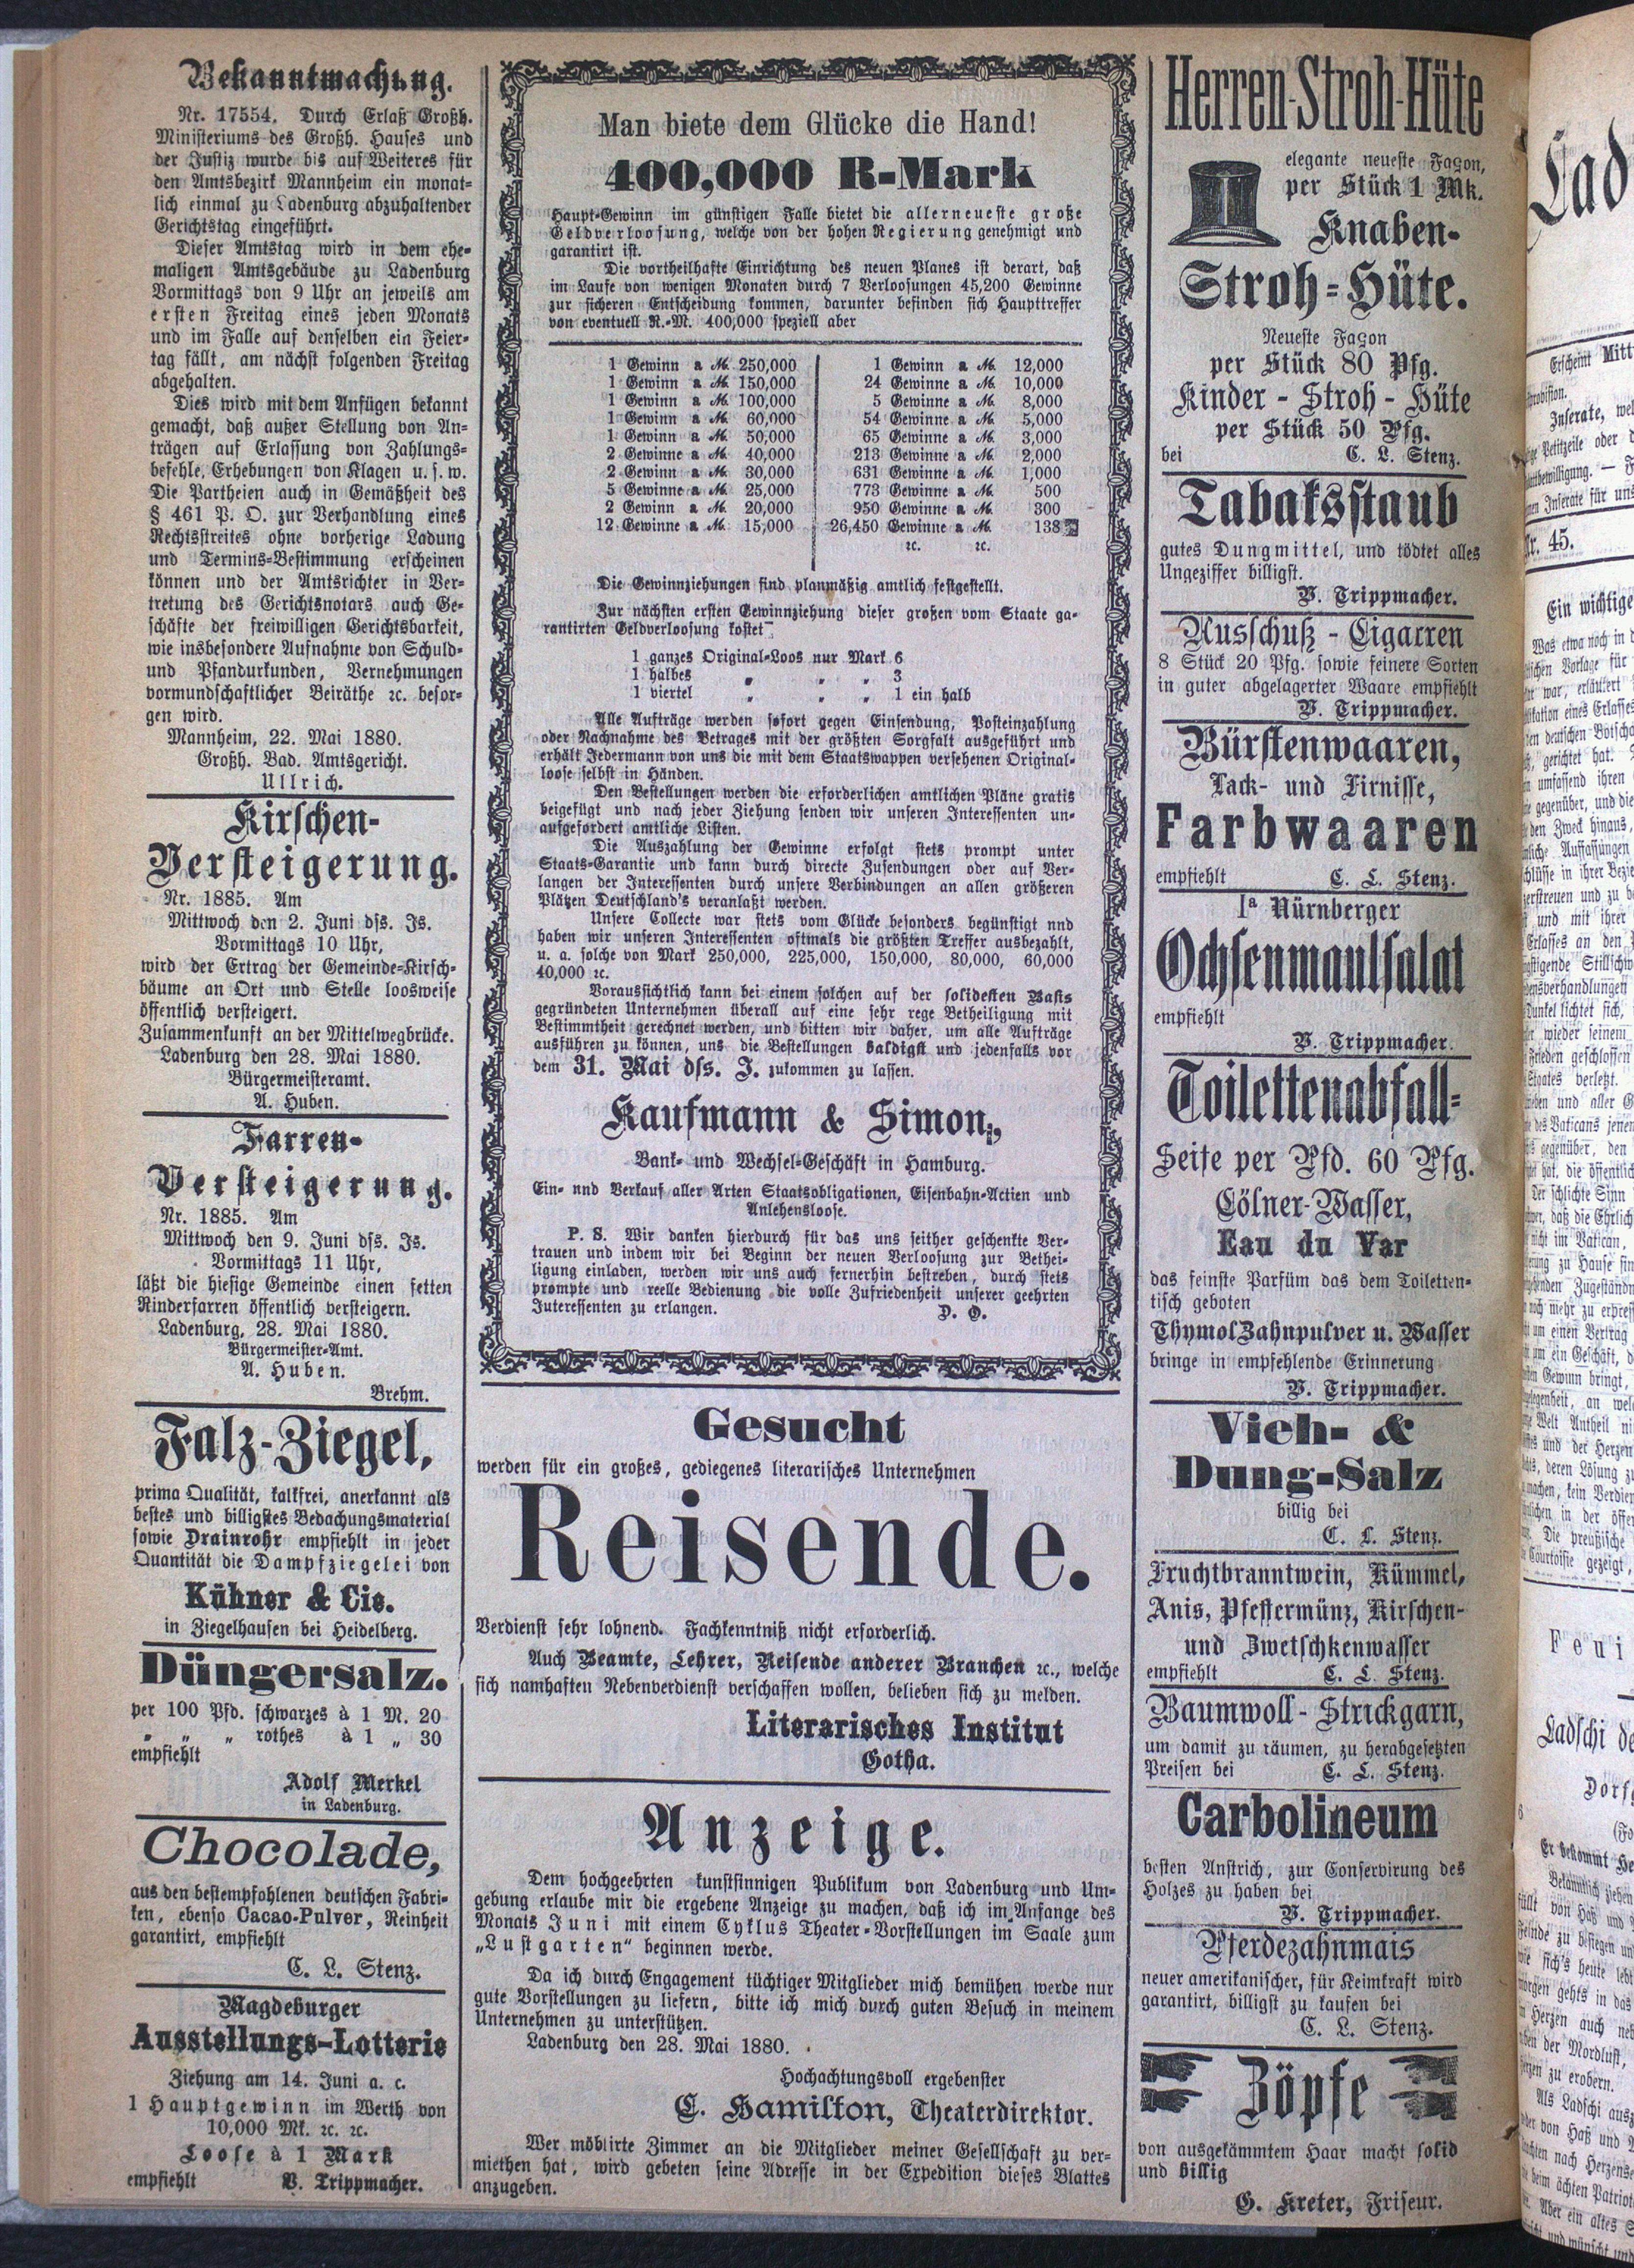 Bekanntmachung.
Nr. 17554. Durch Erlaß Großh.
Ministeriums des Großh. Hauses und
der Justiz wurde bis auf Weiteres für
den Amtsbezirk Mannheim ein monat-
lich einmal zu Ladenburg abzuhaltender
Gerichtstag eingeführt.
Dieser Amtstag wird in dem ehe-
maligen Amtsgebäude zu Ladenburg
Vormittags von 9 Uhr an jeweils am
ersten Freitag eines jeden Monats
und im Falle auf denselben ein Feier-
tag fällt, am nächst folgenden Freitag
abgehalten.
Dies wird mit dem Anfügen bekannt
gemacht, daß außer Stellung von An-
trägen auf Erlassung von Zahlungs-
befehle, Erhebungen von Klagen u. s. w.
Die Partheien auch in Gemäßheit des
§ 461 P. O. zur Verhandlung eines
Rechtsstreites ohne vorherige Ladung
und Termins-Bestimmung erscheinen
können und der Amtsrichter in Ver-
tretung des Gerichtsnotars auch Ge-
schäfte der freiwilligen Gerichtsbarkeit,
wie insbesondere Aufnahme von Schuld-
und Pfandurkunden, Vernehmungen
vormundschaftlicher Beiräthe ꝛc. besor-
gen wird.
Mannheim, 22. Mai 1880.
Großh. Bad. Amtsgericht.
Ullrich.
Kirschen-
Versteigerung.
Nr. 1885. Am
Mittwoch den 2. Juni dss. Js.
Vormittags 10 Uhr,
wird der Ertrag der Gemeinde-Kirsch-
bäume an Ort und Stelle loosweise
öffentlich versteigert.
Zusammenkunft an der Mittelwegbrücke.
Ladenburg den 28. Mai 1880.
Bürgermeisteramt.
A. Huben.
Farren-
Versteigerung.
Nr. 1885. Am
Mittwoch den 9. Juni dss. Js.
Vormittags 11 Uhr,
läßt die hiesige Gemeinde einen fetten
Rinderfarren öffentlich versteigern.
Ladenburg, 28. Mai 1880.
Bürgermeister-Amt.
A. Huben.
Brehm.
Falz-Ziegel,
prima Qualität, kalkfrei, anerkannt als
bestes und billigstes Bedachungsmaterial
sowie Drainrohr empfiehlt in jeder
Quantität die Dampfziegelei von
Kühner & Cie.
in Ziegelhausen bei Heidelberg.
Düngersalz.
per 100 Pfd. schwarzes à 1 M. 20
" " " rothes à 1 " 30
empfiehlt
Adolf Merkel
in Ladenburg.
Chocolade,
aus den bestempfohlenen deutschen Fabri-
ken, ebenso Cacao-Pulver, Reinheit
garantirt, empfiehlt
C. L. Stenz.
Magdeburger
Ausstellungs-Lotterie
Ziehung am 14. Juni a. c.
1 Hauptgewinn im Werth von
10,000 Mk. ꝛc. ꝛc.
Loose à 1 Mark
empfiehlt V. Trippmacher.
Man biete dem Glücke die Hand!
400,000 R-Mark
Haupt-Gewinn im günstigen Falle bietet die allerneueste große
Geldverloosung, welche von der hohen Regierung genehmigt und
garantirt ist.
Die vortheilhafte Einrichtung des neuen Planes ist derart, daß
im Laufe von wenigen Monaten durch 7 Verloosungen 45,200 Gewinne
zur sicheren Entscheidung kommen, darunter befinden sich Haupttreffer
von eventuell R.-M. 400,000 speziell aber
1 Gewinn a M. 250,000 1 Gewinn a M. 12,000
1 Gewinn a M. 150,000 24 Gewinne a M. 10,000
1 Gewinn a M. 100,000 5 Gewinne a M. 8,000
1 Gewinn a M. 60,000 54 Gewinne a M. 5,000
1 Gewinn a M. 50,000 65 Gewinne a M. 3,000
2 Gewinne a M. 40,000 213 Gewinne a M. 2,000
2 Gewinn a M. 30,000 631 Gewinne a M. 1,000
5 Gewinne a M. 25,000 773 Gewinne a M. 500
2 Gewinn a M. 20,000 950 Gewinne a M. 300
12 Gewinne a M. 15,000 26,450 Gewinne a M. 138
ꝛc. ꝛc.
Die Gewinnziehungen sind planmäßig amtlich festgestellt.
Zur nächsten ersten Gewinnziehung dieser großen vom Staate ga-
rantirten Geldverloosung kostet
1 ganzes Original-Loos nur Mark 6
1 halbes " " " 3
1 viertel " " " 1 ein halb
Alle Aufträge werden sofort gegen Einsendung, Posteinzahlung
oder Nachnahme des Betrages mit der größten Sorgfalt ausgeführt und
erhält Jedermann von uns die mit dem Staatswappen versehenen Original-
loose selbst in Händen.
Den Bestellungen werden die erforderlichen amtlichen Pläne gratis
beigefügt und nach jeder Ziehung senden wir unseren Interessenten un-
aufgefordert amtliche Listen.
Die Auszahlung der Gewinne erfolgt stets prompt unter
Staats-Garantie und kann durch directe Zusendungen oder auf Ver-
langen der Interessenten durch unsere Verbindungen an allen größeren
Plätzen Deutschland's veranlaßt werden.
Unsere Collecte war stets vom Glücke besonders begünstigt nnd
haben wir unseren Interessenten oftmals die größten Treffer ausbezahlt,
u. a. solche von Mark 250,000, 225,000, 150,000, 80,000, 60,000
40,000 ꝛc.
Voraussichtlich kann bei einem solchen auf der solidesten Basis
gegründeten Unternehmen überall auf eine sehr rege Betheiligung mit
Bestimmtheit gerechnet werden, und bitten wir daher, um alle Aufträge
ausführen zu können, uns die Bestellungen baldigst und jedenfalls vor
dem 31. Mai dss. J. zukommen zu lassen.
Kaufmann & Simon,
Bank- und Wechsel-Geschäft in Hamburg.
Ein- nnd Verkauf aller Arten Staatsobligationen, Eisenbahn-Actien und
Anlehensloose.
P. S. Wir danken hierdurch für das uns seither geschenkte Ver-
trauen und indem wir bei Beginn der neuen Verloosung zur Bethei-
ligung einladen, werden wir uns auch fernerhin bestreben, durch stets
prompte und reelle Bedienung die volle Zufriedenheit unserer geehrten
Interessenten zu erlangen. D. O.
Gesucht
werden für ein großes, gediegenes literarisches Unternehmen
Reisende.
Verdienst sehr lohnend. Fachkenntniß nicht erforderlich.
Auch Beamte, Lehrer, Reisende anderer Branchen ꝛc., welche
sich namhaften Nebenverdienst verschaffen wollen, belieben sich zu melden.
Literarisches Institut
Gotha.
Anzeige.
Dem hochgeehrten kunstsinnigen Publikum von Ladenburg und Um-
gebung erlaube mir die ergebene Anzeige zu machen, daß ich im Anfange des
Monats Juni mit einem Cyklus Theater-Vorstellungen im Saale zum
„Lustgarten“ beginnen werde.
Da ich durch Engagement tüchtiger Mitglieder mich bemühen werde nur
gute Vorstellungen zu liefern, bitte ich mich durch guten Besuch in meinem
Unternehmen zu unterstützen.
Ladenburg den 28. Mai 1880.
Hochachtungsvoll ergebenster
C. Hamilton, Theaterdirektor.
Wer möblirte Zimmer an die Mitglieder meiner Gesellschaft zu ver-
miethen hat, wird gebeten seine Adresse in der Expedition dieses Blattes
anzugeben.
Herren-Stroh-Hüte
elegante neueste Façon,
per Stück 1 Mk.
Knaben-
Stroh-Hüte.
Neueste Façon
per Stück 80 Pfg.
Kinder-Stroh-Hüte
per Stück 50 Pfg.
bei C. L. Stenz.
Tabaksstaub
gutes Dungmittel, und tödtet alles
Ungeziffer billigst.
V. Trippmacher.
Ausschuß-Cigarren
8 Stück 20 Pfg. sowie feinere Sorten
in guter abgelagerter Waare empfiehlt
V. Trippmacher.
Bürstenwaaren,
Lack- und Firnisse,
Farbwaaren
empfiehlt C. L. Stenz.
Iª Nürnberger
Ochsenmaulsalat
empfiehlt
V. Trippmacher.
Toilettenabfall-
Seife per Pfd. 60 Pfg.
Cölner-Wasser,
Eau du Var
das feinste Parfüm das dem Toiletten-
tisch geboten
Thymol Zahnpulver u. Wasser
bringe in empfehlende Erinnerung
V. Trippmacher.
Vieh- &
Dung-Salz
billig bei
C. L. Stenz.
Fruchtbranntwein, Kümmel,
Anis, Pfeffermünz, Kirschen-
und Zwetschkenwasser
empfiehlt C. L. Stenz.
Baumwoll-Strickgarn,
um damit zu räumen, zu herabgesetzten
Preisen bei C. L. Stenz.
Carbolineum
besten Anstrich, zur Conservirung des
Holzes zu haben bei
V. Trippmacher.
Pferdezahnmais
neuer amerikanischer, für Keimkraft wird
garantirt, billigst zu kaufen bei
C. L. Stenz.
Zöpfe
von ausgekämmtem Haar macht solid
und billig
G. Kreter, Friseur.
Erscheint
Inserate,
Nr. 45.
Ein
Was etwa noch in